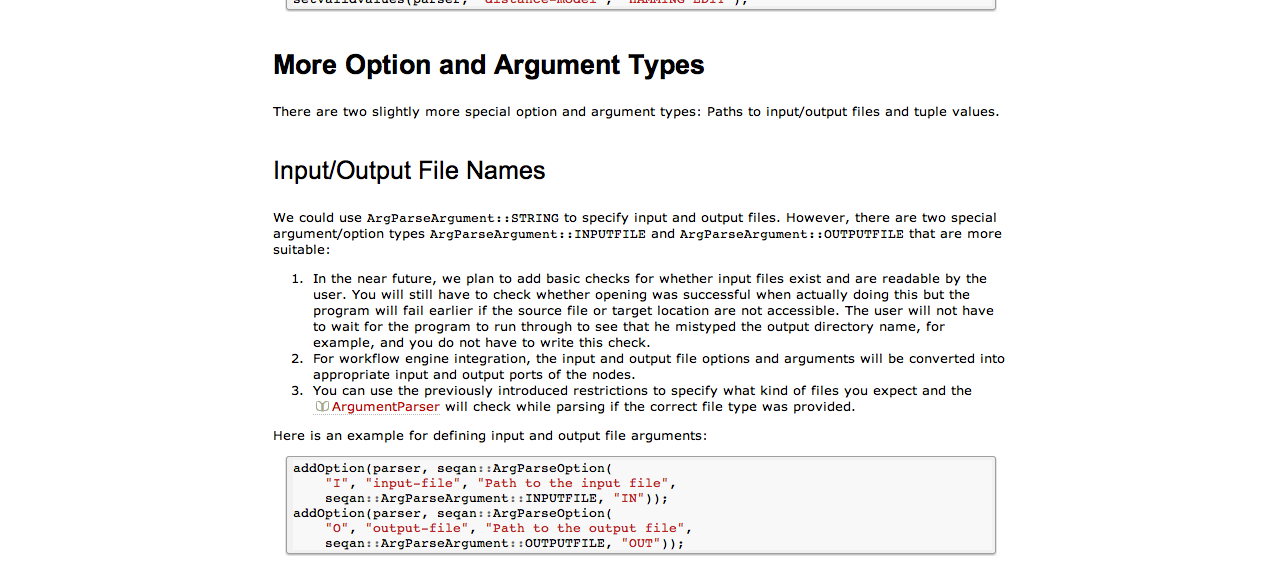 setValidValues(parser, "distance-model", "HAMMING EDIT");
More Option and Argument Types
There are two slightly more special option and argument types: Paths to input/output files and tuple values.
Input/Output File Names
We could use ArgParseArgument::STRING to specify input and output files. However, there are two special
argument/option types ArgParseArgument::INPUTFILE and ArgParseArgument::OUTPUTFILE that are more
suitable:
1. In the near future, we plan to add basic checks for whether input files exist and are readable by the
user. You will still have to check whether opening was successful when actually doing this but the
program will fail earlier if the source file or target location are not accessible. The user will not have
to wait for the program to run through to see that he mistyped the output directory name, for
example, and you do not have to write this check.
2. For workflow engine integration, the input and output file options and arguments will be converted into
appropriate input and output ports of the nodes.
3. You can use the previously introduced restrictions to specify what kind of files you expect and the
ArgumentParser will check while parsing if the correct file type was provided.
Here is an example for defining input and output file arguments:
addOption(parser, seqan::ArgParseOption(
"I", "input-file", "Path to the input file",
seqan::ArgParseArgument::INPUTFILE, "IN"));
addOption(parser, seqan::ArgParseOption(
"O", "output-file", "Path to the output file",
seqan::ArgParseArgument::OUTPUTFILE, "OUT"));